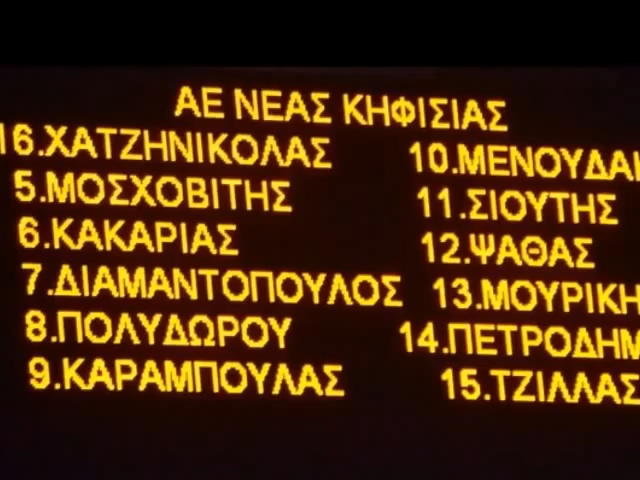 ΑΕ ΝΕΑΣ ΚΗΦΙΣΙΑΣ
16.ΧΑΤΖΗΝΙΚΟΛΑΣ
5.ΜΟΣΧΟΒΙΤΗΣ
6.ΚΑΚΑΡΙΑΣ
7.ΔΙΑΜΑΝΤΟΠΟΥΛΟΣ
8.ΠΟΛΥΔΩΡΟΥ
9.ΚΑΡΑΜΠΟΥΛΑΣ
10.ΜΕΝΟΥΔΑ
11.ΣΙΟΥΤΗΣ
12.ΨΑΘΑΣ
13.ΜΟΥΡΙΚΗ
14.ΠΕΤΡΟΔΗΜ
15.ΤΖΙΛΛΑΣ